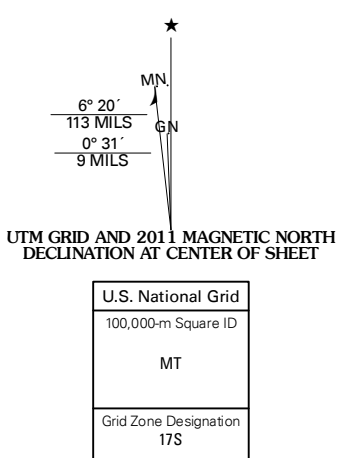 ★
MN.
6° 20´
113 MILS
GN
0° 31´
9 MILS
UTM GRID AND 2011 MAGNETIC NORTH
DECLINATION AT CENTER OF SHEET
U.S. National Grid
100,000-m Square ID
MT
Grid Zone Designation
17S